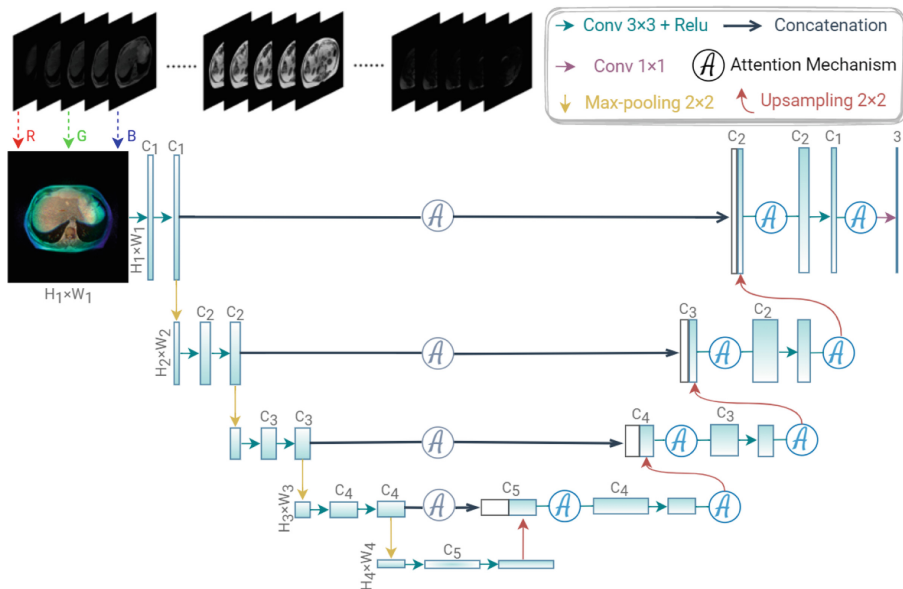 Conv 3×3 + Relu
Concatenation
Conv 1×1
A
Attention Mechanism
Max-pooling 2×2
Upsampling 2×2
R
G
B
C1
C1
C2
C2
C1
3
A
A
A
H1×W1
H1×W1
C2
C2
C3
C2
H2×W2
A
A
A
C3
C3
C4
C3
A
A
A
H3×W3
C4
C4
C5
C4
A
A
A
H4×W4
C5